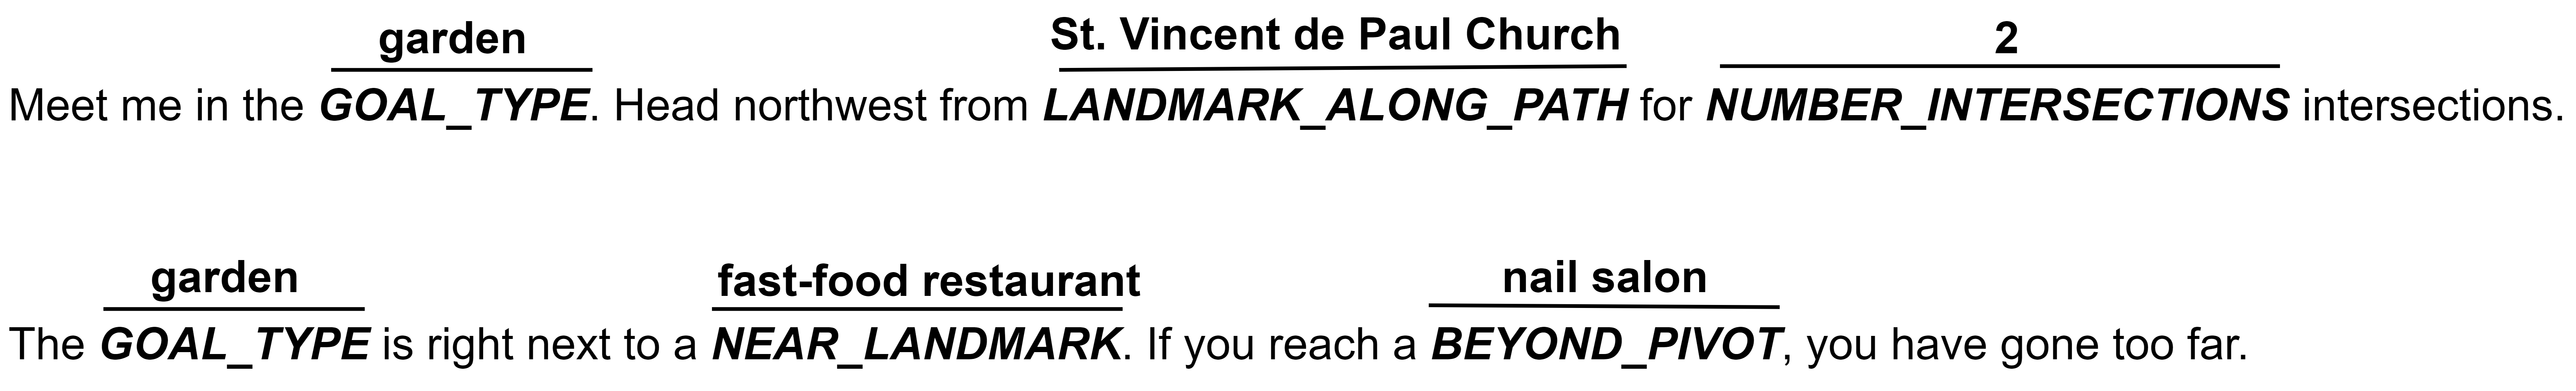 garden St. Vincent de Paul Church 2
Meet me in the GOAL_TYPE. Head northwest from LANDMARK_ALONG_PATH for NUMBER_INTERSECTIONS intersections.
garden fast-food restaurant nail salon
The GOAL_TYPE is right next to a NEAR_LANDMARK. If you reach a BEYOND_PIVOT, you have gone too far.